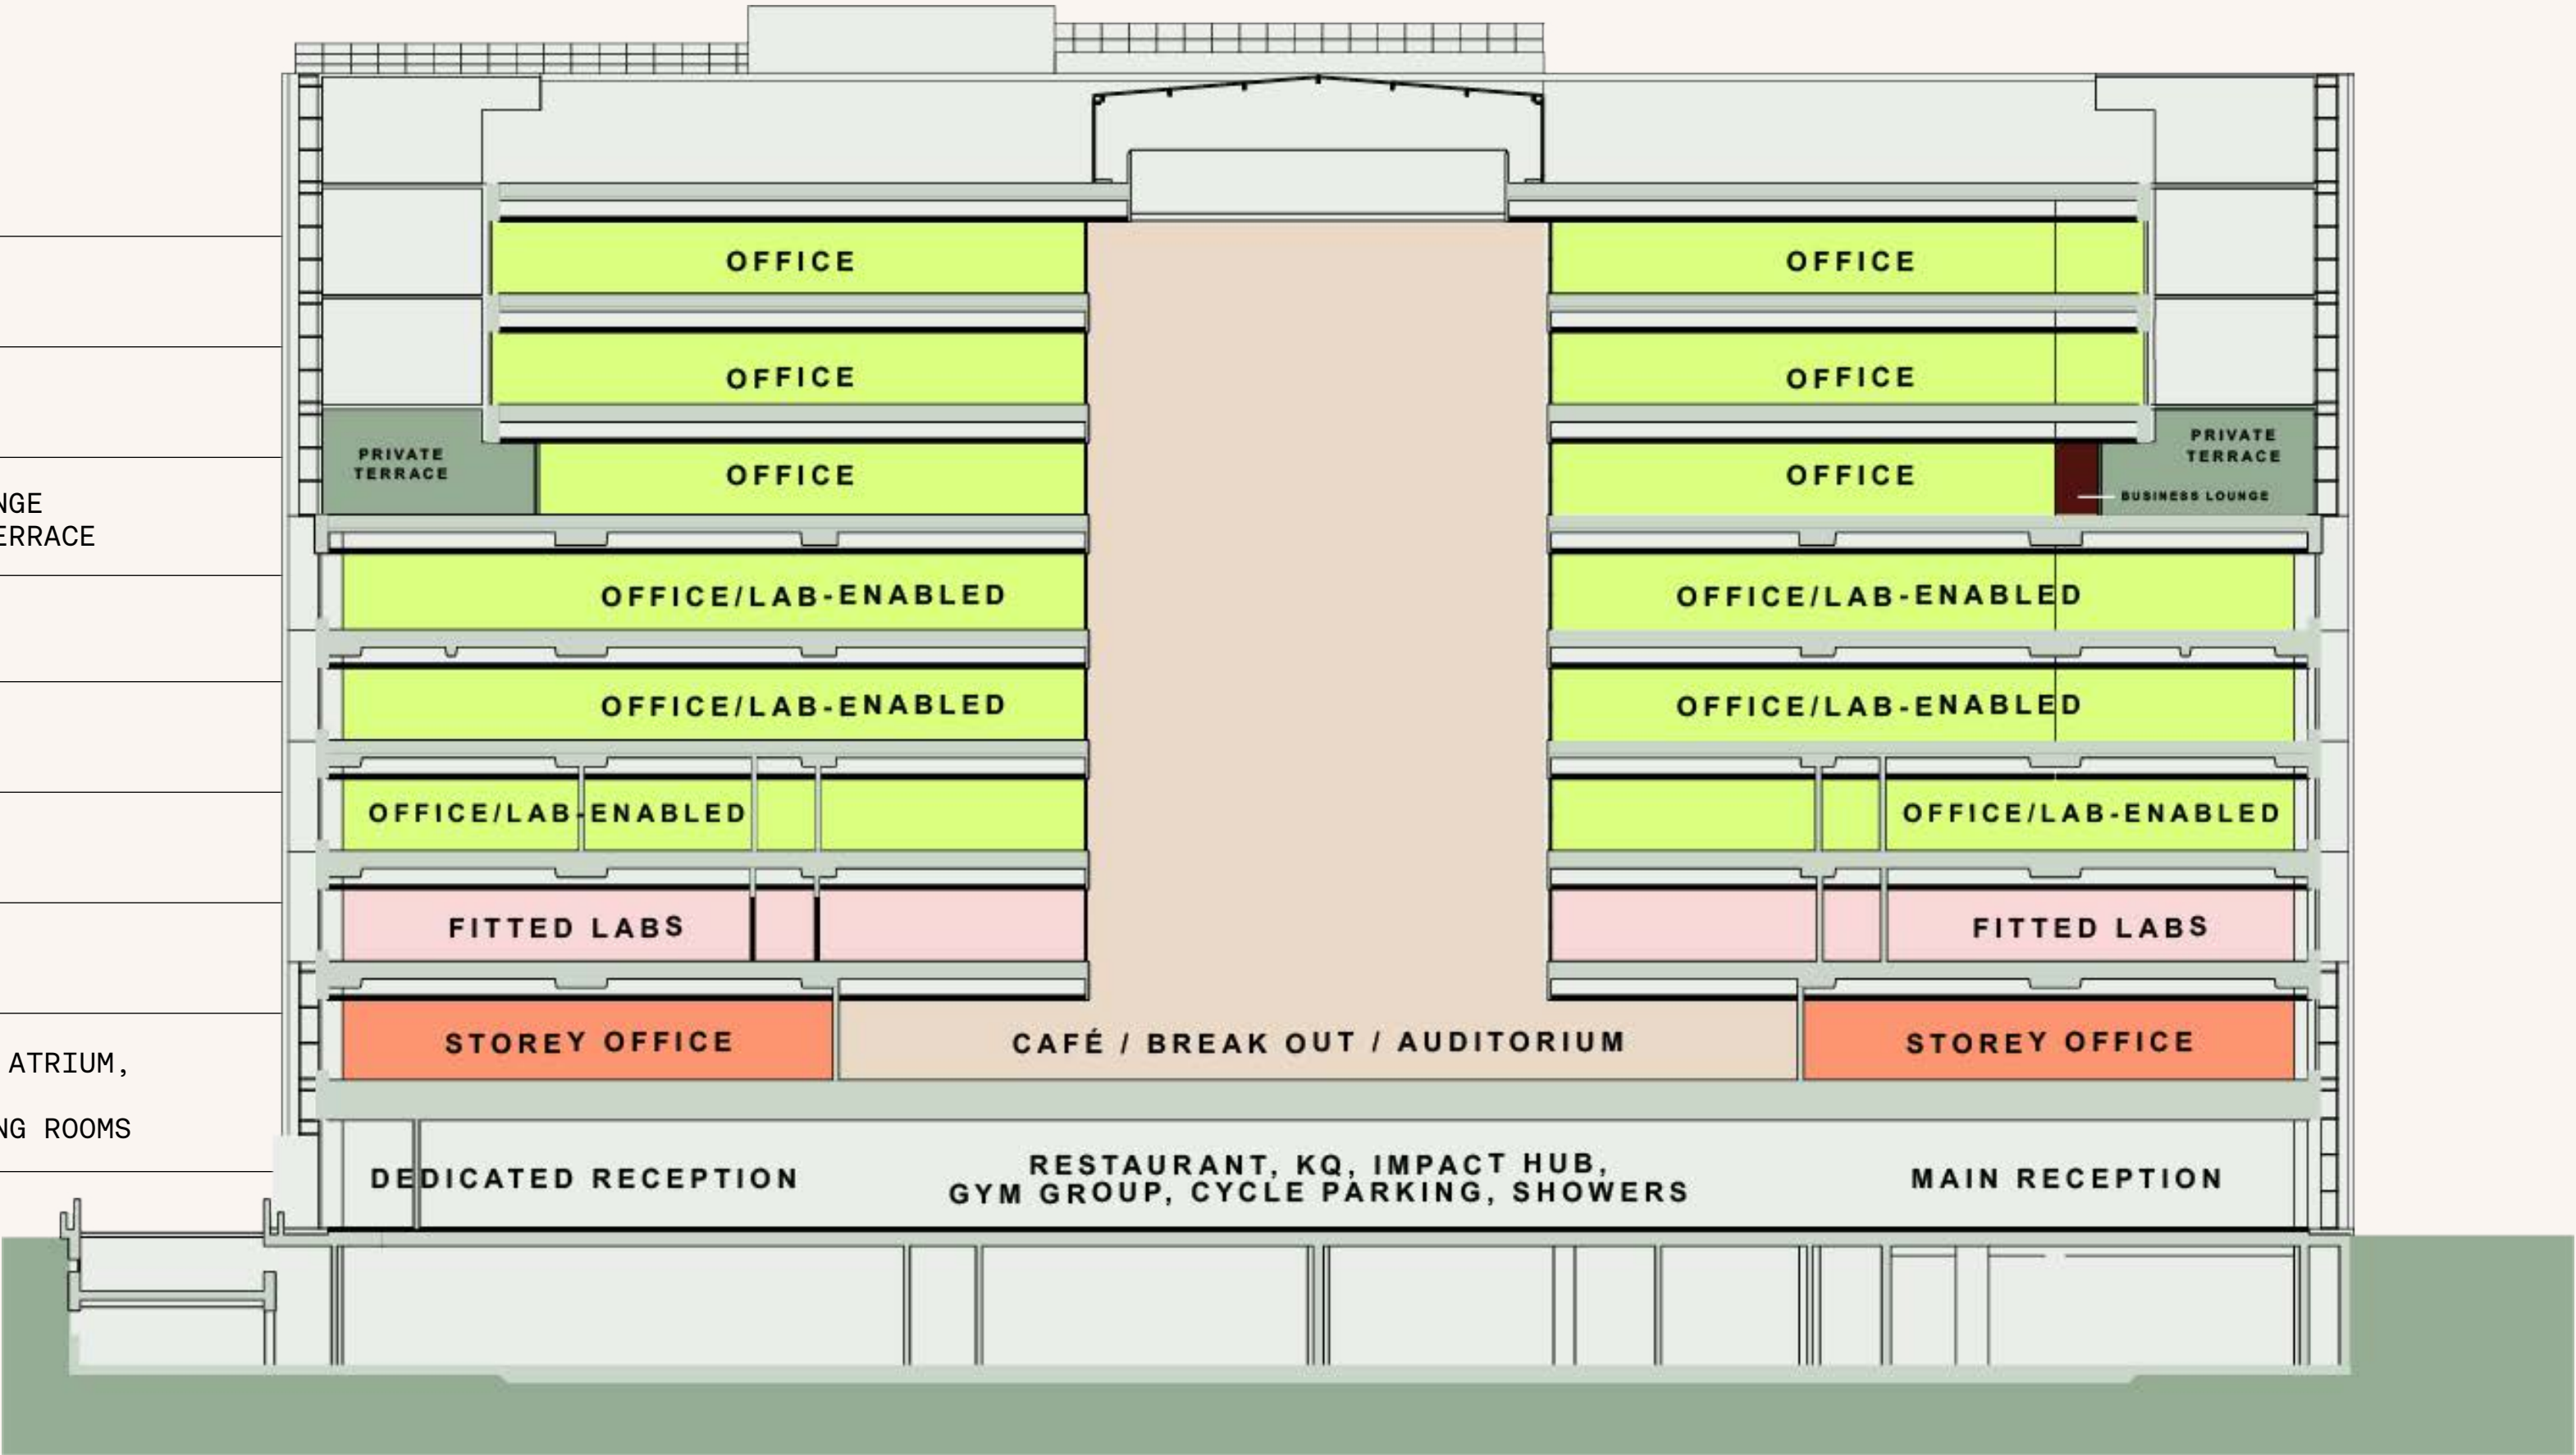 OFFICE
OFFICE
OFFICE
OFFICE
PRIVATE
TERRACE
OFFICE
OFFICE
PRIVATE
TERRACE
BUSINESS LOUNGE
NGE
ERRACE
OFFICE/LAB-ENABLED
OFFICE/LAB-ENABLED
OFFICE/LAB-ENABLED
OFFICE/LAB-ENABLED
OFFICE/LAB-ENABLED
OFFICE/LAB-ENABLED
FITTED LABS
FITTED LABS
STOREY OFFICE
CAFÉ / BREAK OUT / AUDITORIUM
STOREY OFFICE
ATRIUM,
NG ROOMS
DEDICATED RECEPTION
RESTAURANT, KQ, IMPACT HUB,
GYM GROUP, CYCLE PARKING, SHOWERS
MAIN RECEPTION